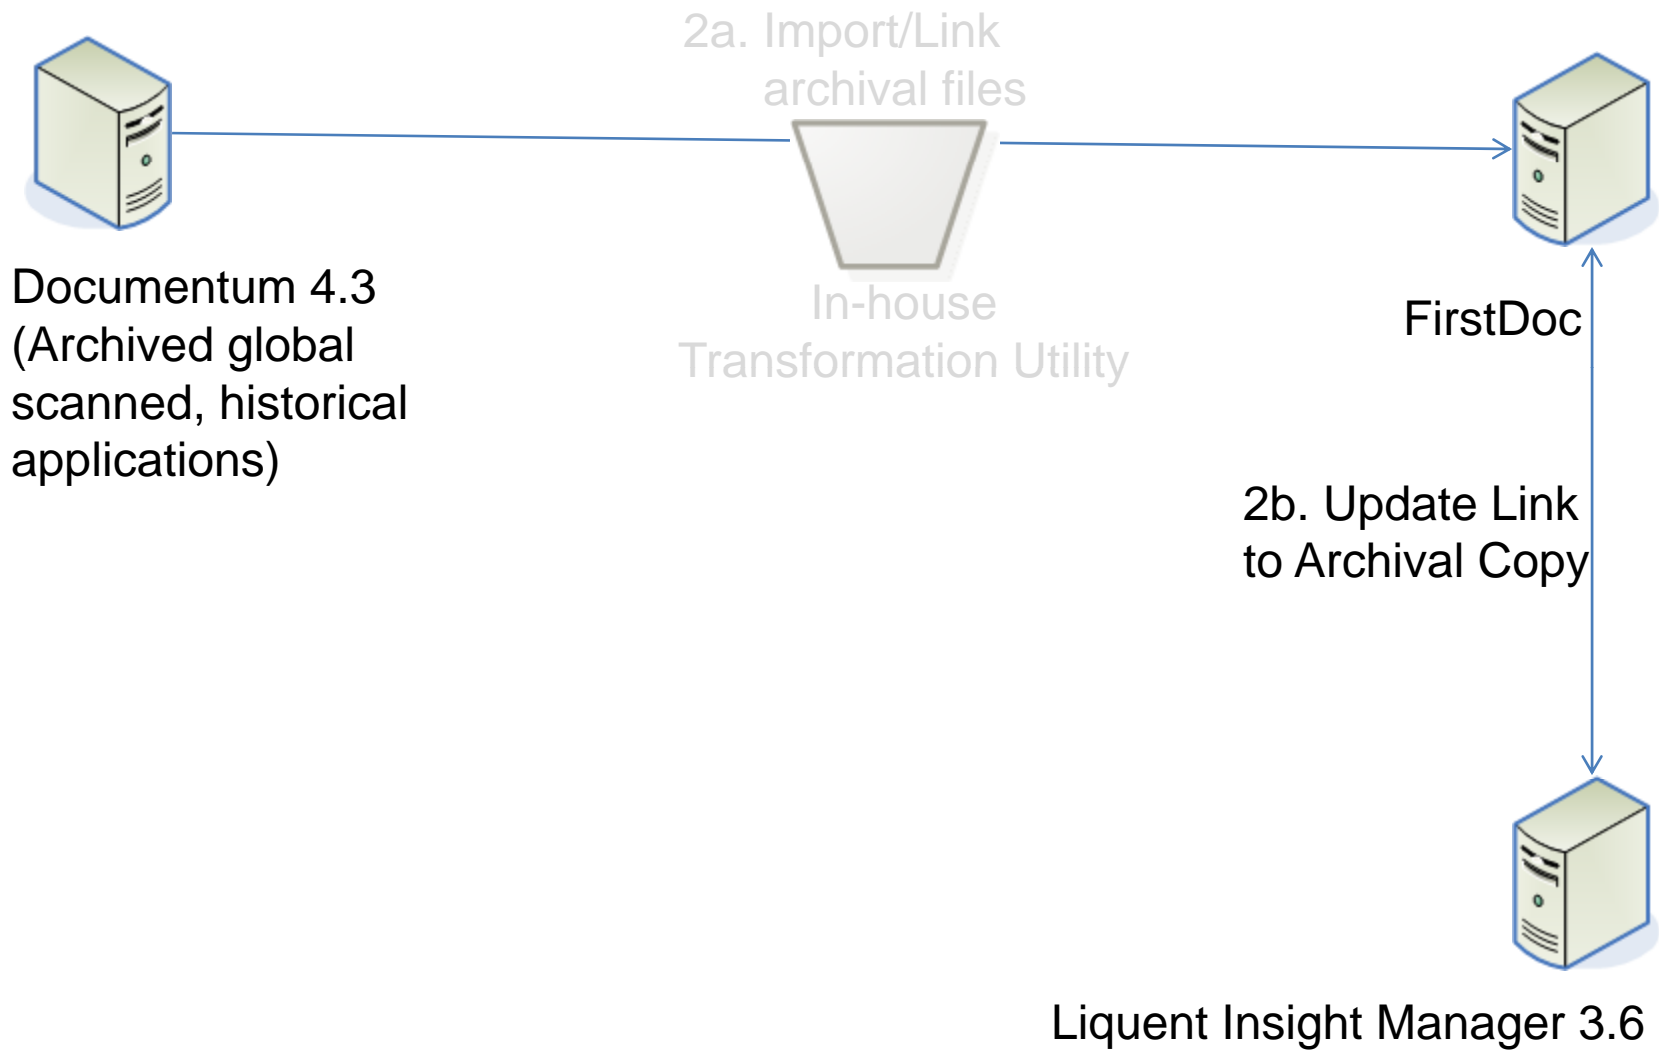 2a. Import/Link
archival files
Documentum 4.3
(Archived global
scanned, historical
applications)
In-house
Transformation Utility
FirstDoc
2b. Update Link
to Archival Copy
Liquent Insight Manager 3.6